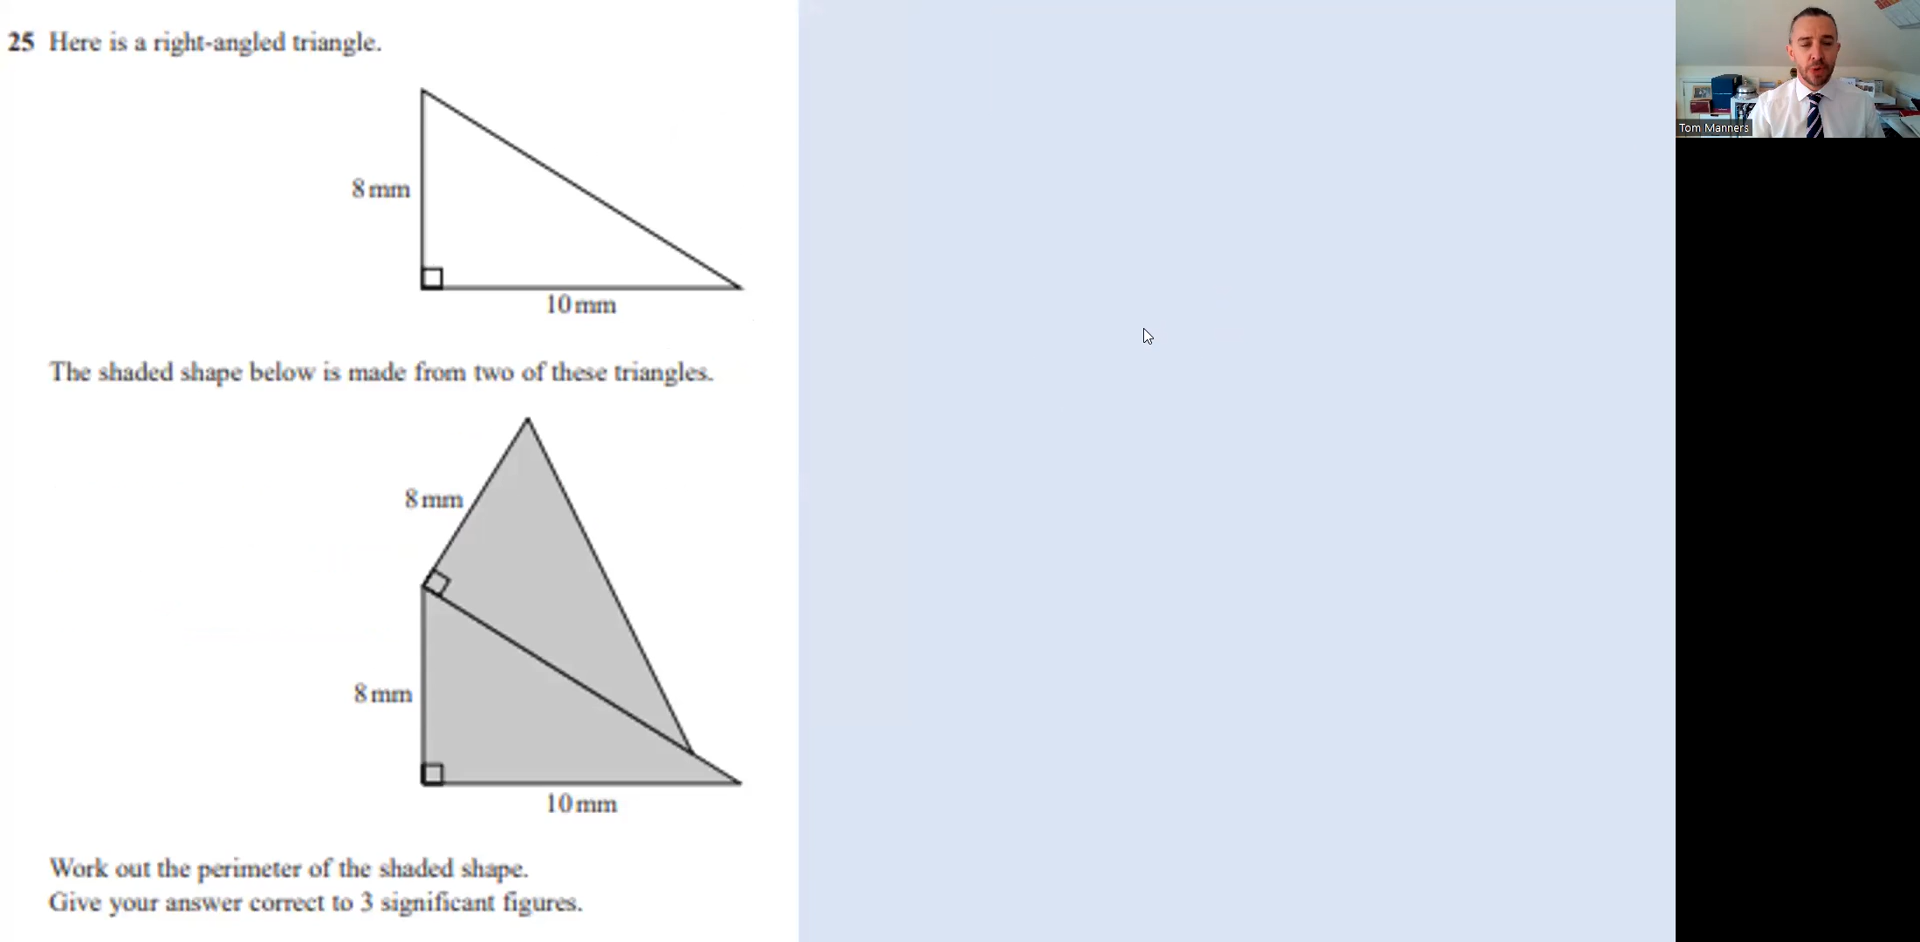 25 Here is a right-angled triangle.
8 mm
10 mm
The shaded shape below is made from two of these triangles.
8 mm
8 mm
10 mm
Work out the perimeter of the shaded shape.
Give your answer correct to 3 significant figures.
Tom Manners